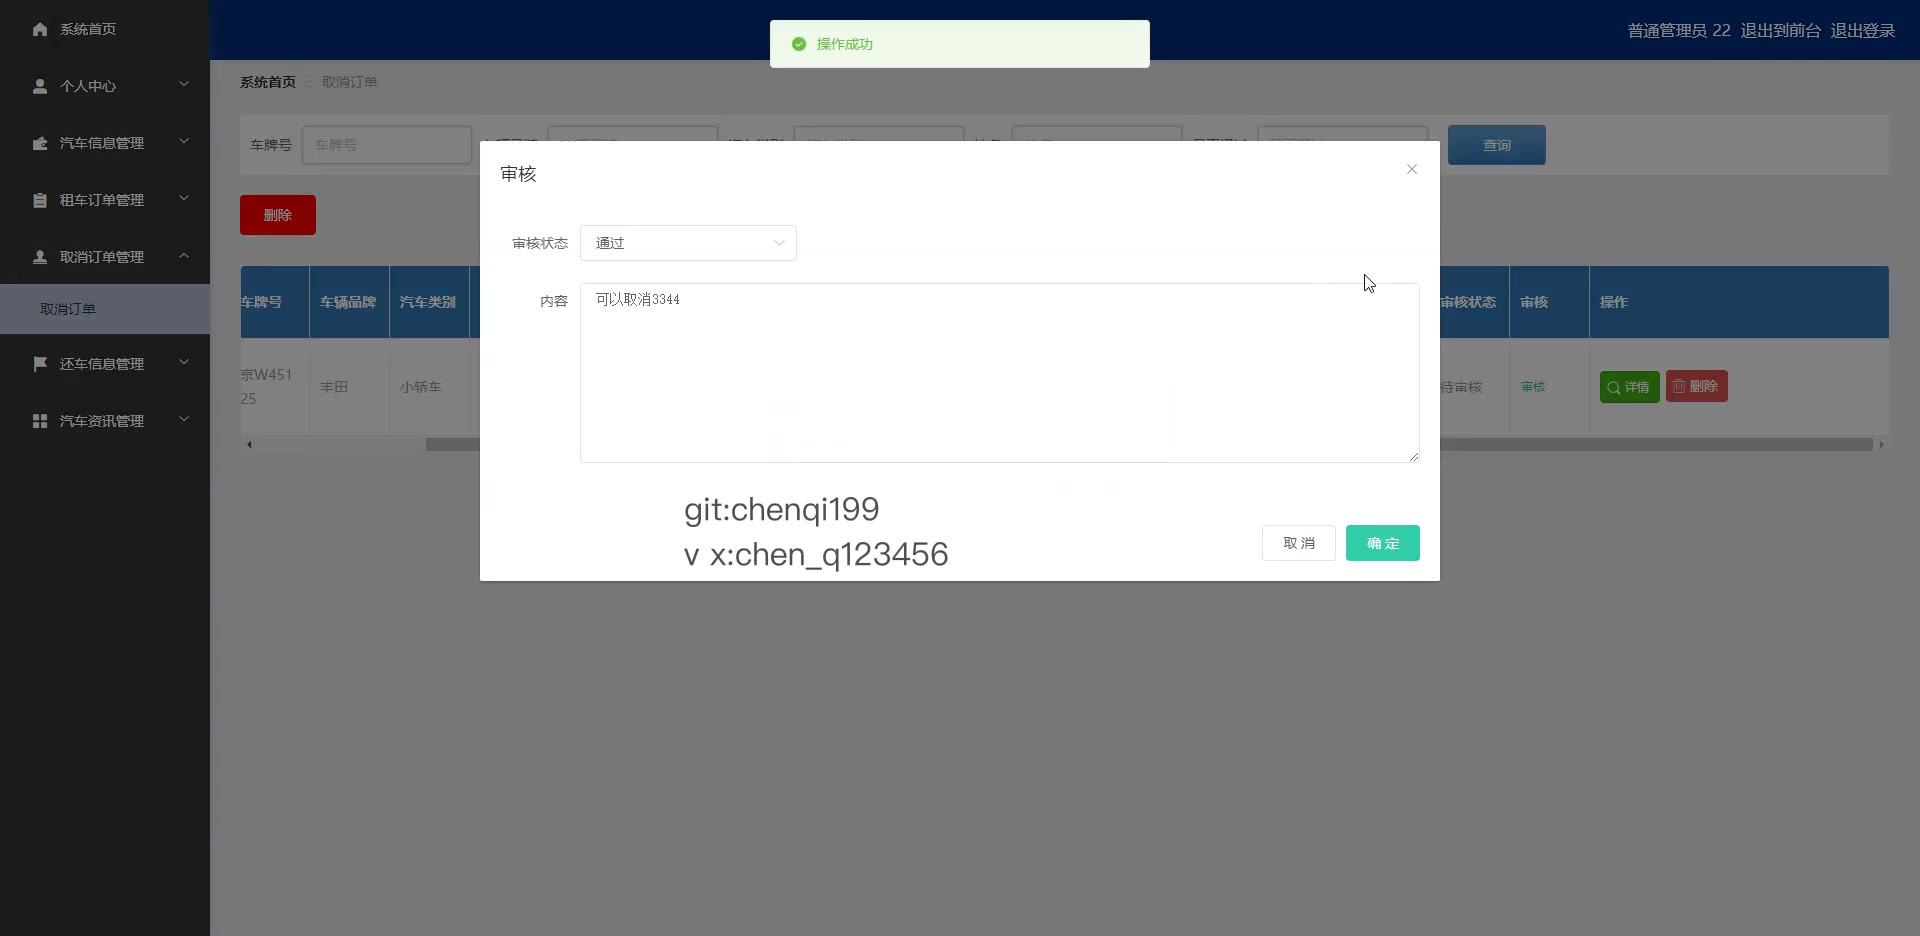 系统首页
个人中心
汽车信息管理
租车订单管理
取消订单管理
取消订单
还车信息管理
汽车资讯管理
操作成功
普通管理员 22 退出到前台 退出登录
系统首页 取消订单
车牌号 车牌号 查询
删除
车牌号 车辆品牌 汽车类别 审核状态 审核 操作
京W451
25
丰田 小轿车 待审核 审核 详情 删除
审核
审核状态 通过
内容 可以取消3344
git:chenqi199
v x:chen_q123456
取消 确定